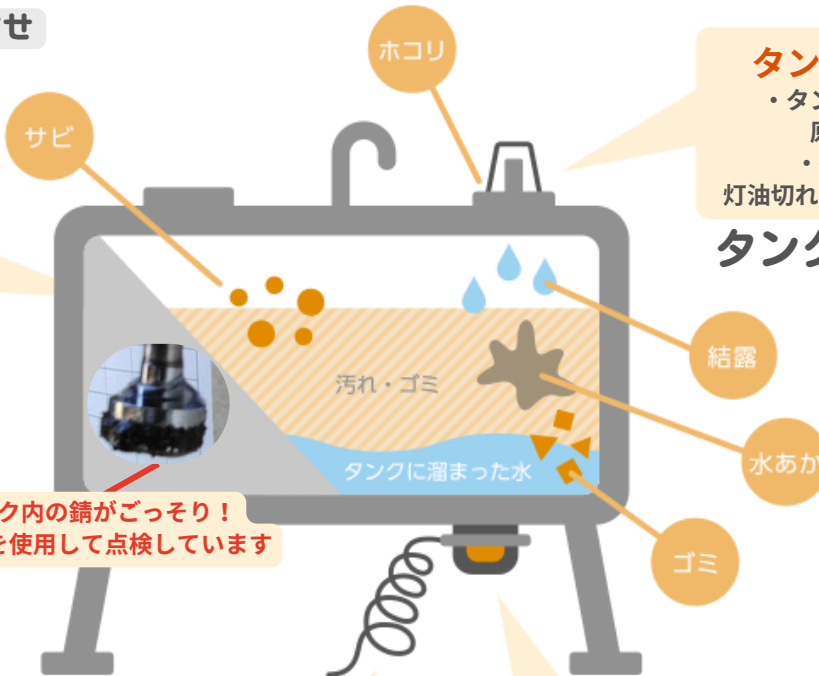 せ
ホコリ
サビ
タン
・タン
・
灯油切れ
タンク
結露
汚れ・ゴミ
水あか
タンクに溜まった水
ゴミ
ク内の錆がごっそり！
を使用して点検しています